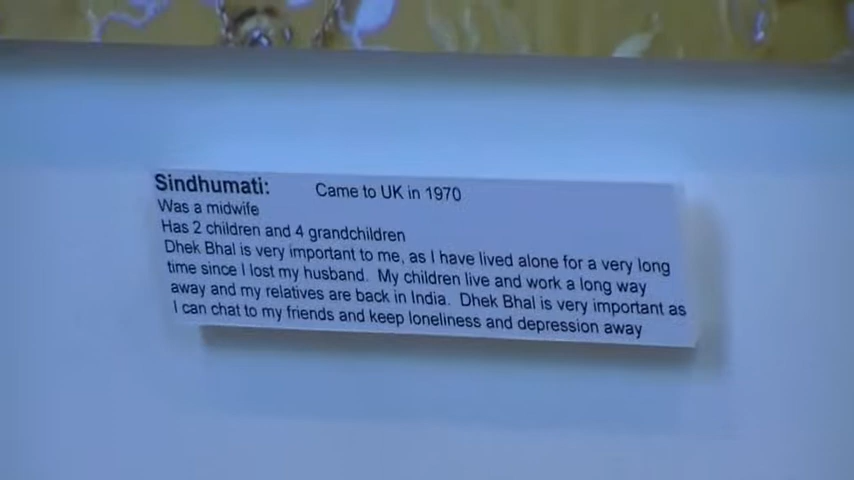 Sindhumati: Came to UK in 1970
Was a midwife
Has 2 children and 4 grandchildren
Dhek Bhal is very important to me, as I have lived alone for a very long
time since I lost my husband. My children live and work a long way
away and my relatives are back in India. Dhek Bhal is very important as
I can chat to my friends and keep loneliness and depression away